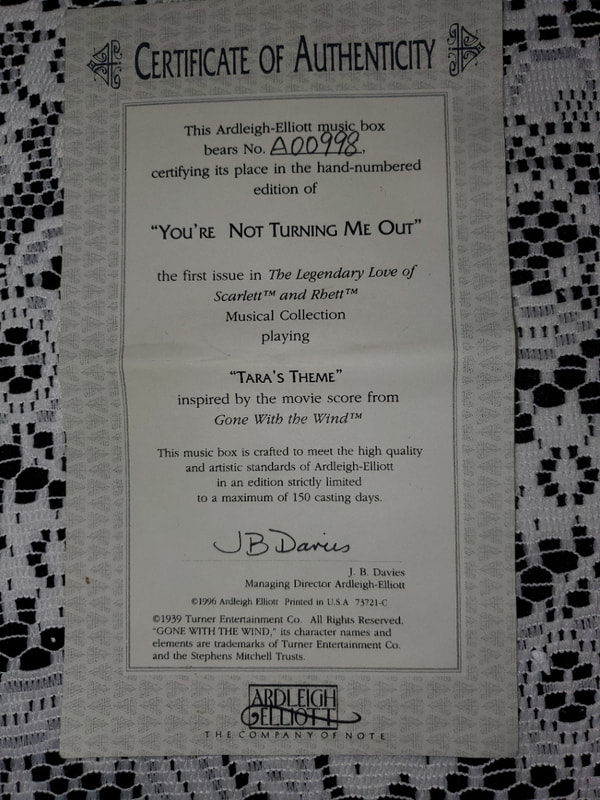 CERTIFICATE OF AUTHENTICITY
This Ardleigh-Elliott music box
bears No. A00998,
certifying its place in the hand-numbered
edition of
"YOU'RE NOT TURNING ME OUT"
the first issue in The Legendary Love of
Scarlett™ and Rhett™
Musical Collection
playing
"TARA'S THEME"
inspired by the movie score from
Gone With the Wind™
This music box is crafted to meet the high quality
and artistic standards of Ardleigh-Elliott
in an edition strictly limited
to a maximum of 150 casting days.
J B Davies
J. B. Davies
Managing Director Ardleigh-Elliott
©1996 Ardleigh Elliott Printed in U.S.A 73721-C
©1939 Turner Entertainment Co. All Rights Reserved.
"GONE WITH THE WIND," its character names and
elements are trademarks of Turner Entertainment Co.
and the Stephens Mitchell Trusts.
ARDLEIGH
ELLIOTT
THE COMPANY OF NOTE